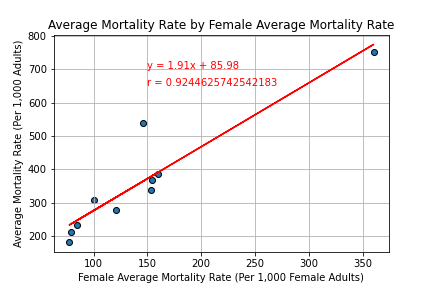 Average Mortality Rate by Female Average Mortality Rate
Average Mortality Rate (Per 1,000 Adults)
800
700
600
500
400
300
200
y = 1.91x + 85.98
r = 0.9244625742542183
100
150
200
250
300
350
Female Average Mortality Rate (Per 1,000 Female Adults)